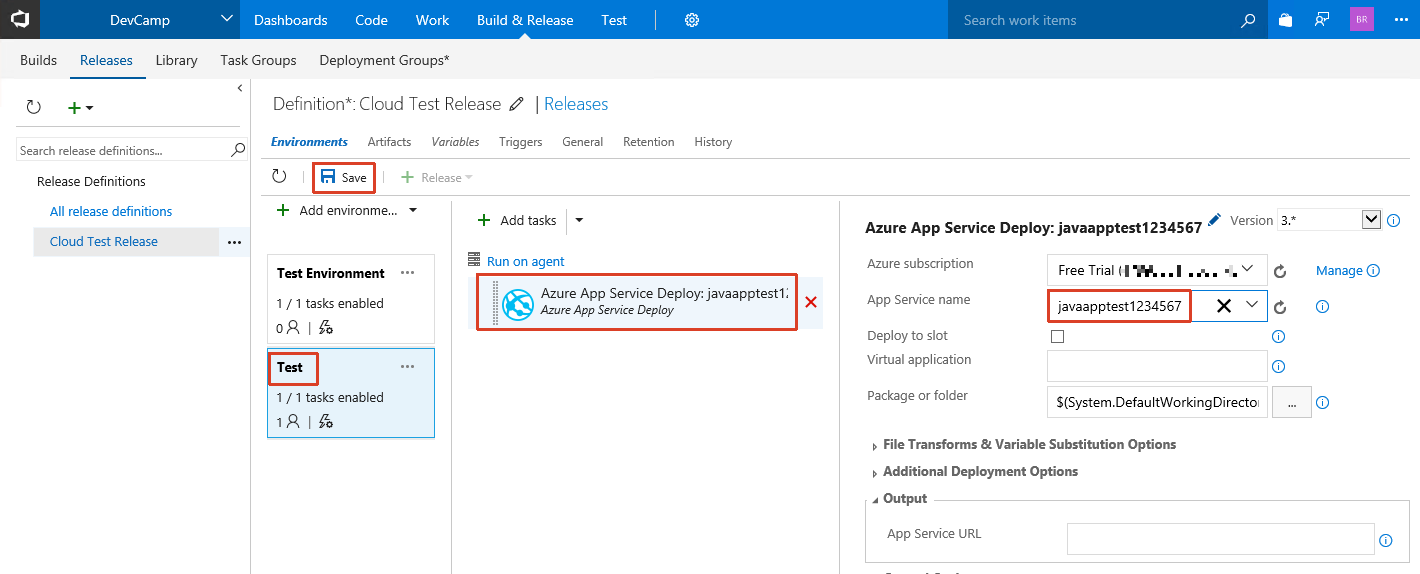 DevCamp Dashboards Code Work Build & Release Test Search work items BR
Builds Releases Library Task Groups Deployment Groups*
Search release definitions...
Release Definitions
All release definitions
Cloud Test Release
Definition*: Cloud Test Release | Releases
Environments Artifacts Variables Triggers General Retention History
Save Release
Add environme...
Test Environment
1 / 1 tasks enabled
0
Test
1 / 1 tasks enabled
1
Add tasks
Run on agent
Azure App Service Deploy: javaapptest12
Azure App Service Deploy
Azure App Service Deploy: javaapptest1234567 Version 3.*
Azure subscription Free Trial ( Manage
App Service name javaapptest1234567
Deploy to slot
Virtual application
Package or folder $(System.DefaultWorkingDirecto ...
File Transforms & Variable Substitution Options
Additional Deployment Options
Output
App Service URL